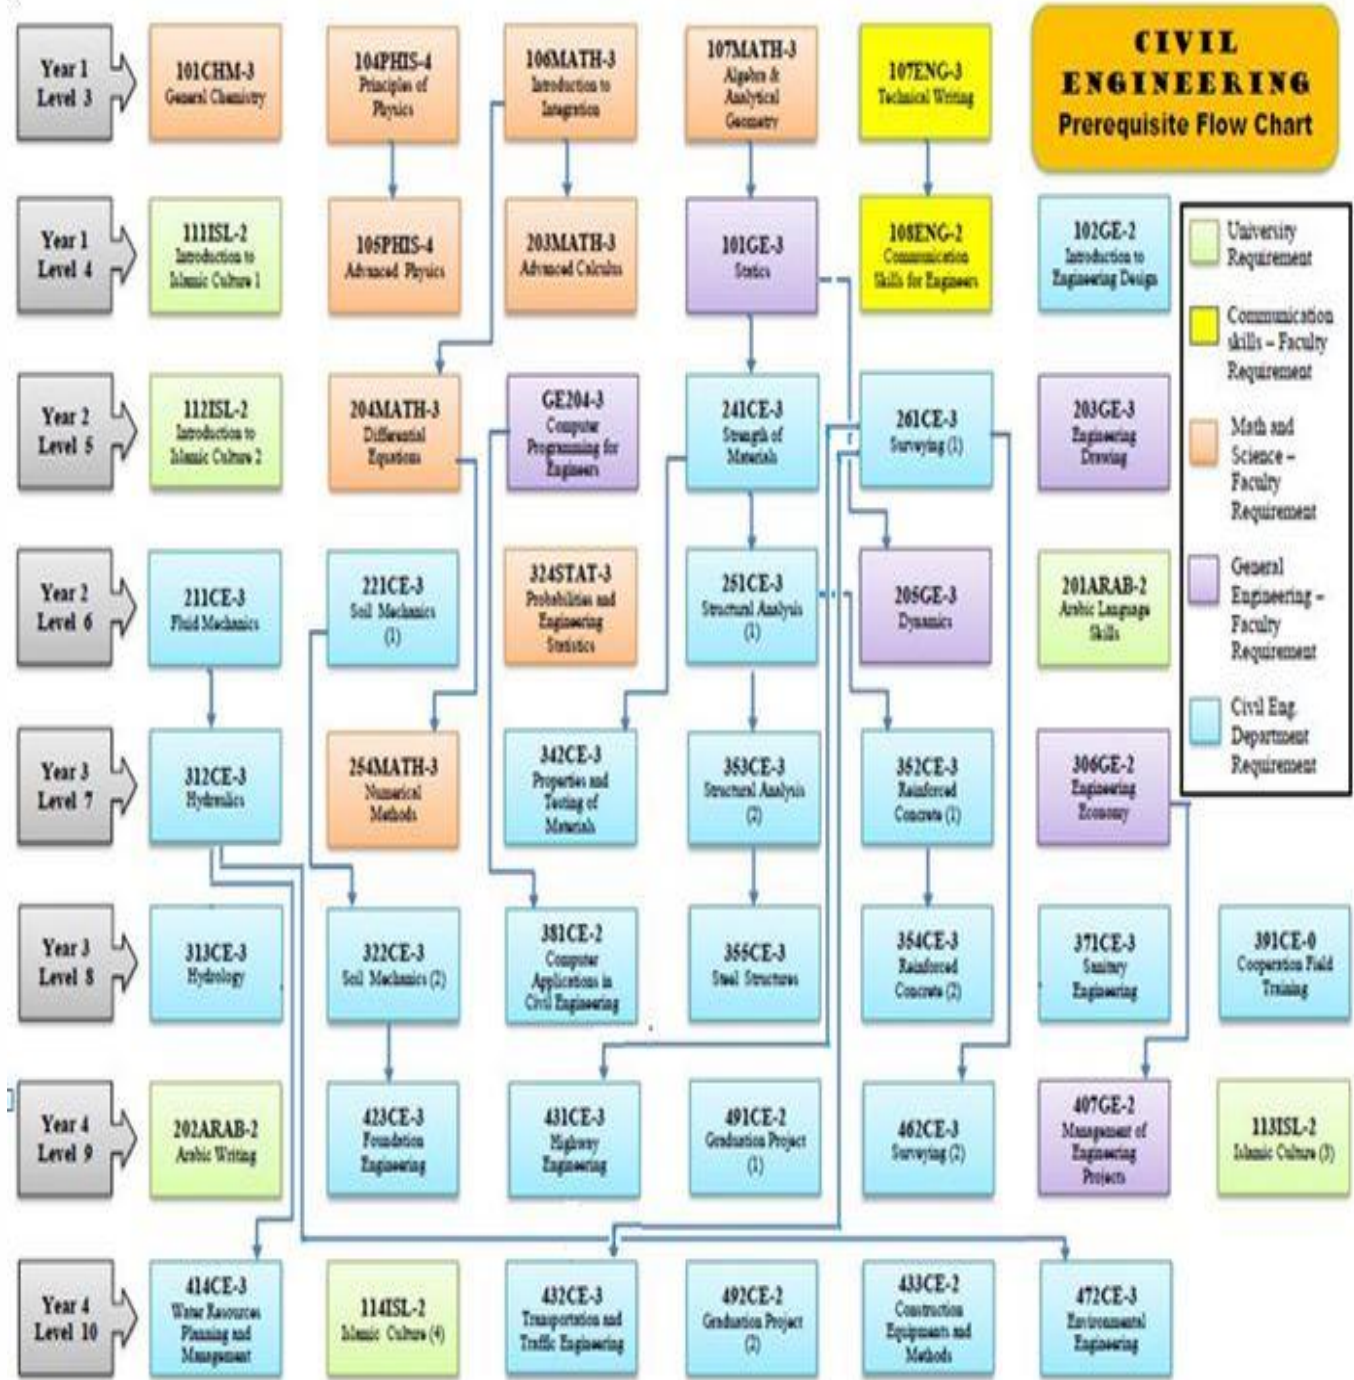 CIVIL
ENGINEERING
Prerequisite Flow Chart
Year 1
Level 3
101CHM-3
General Chemistry
104PHIS-4
Principles of
Physics
106MATH-3
Introduction to
Integration
107MATH-3
Algebra &
Analytical
Geometry
107ENG-3
Technical Writing
Year 1
Level 4
111ISL-2
Introduction to
Islamic Culture 1
105PHIS-4
Advanced Physics
203MATH-3
Advanced Calculus
101GE-3
Statics
108ENG-2
Communication
Skills for Engineers
102GE-2
Introduction to
Engineering Design
Year 2
Level 5
112ISL-2
Introduction to
Islamic Culture 2
204MATH-3
Differential
Equations
GE204-3
Computer
Programming for
Engineers
241CE-3
Strength of
Materials
261CE-3
Surveying (1)
203GE-3
Engineering
Drawing
Year 2
Level 6
211CE-3
Fluid Mechanics
221CE-3
Soil Mechanics
(1)
324STAT-3
Probabilities and
Engineering
Statistics
251CE-3
Structural Analysis
(1)
205GE-3
Dynamics
201ARAB-2
Arabic Language
Skills
Year 3
Level 7
312CE-3
Hydraulics
254MATH-3
Numerical
Methods
342CE-3
Properties and
Testing of
Materials
353CE-3
Structural Analysis
(2)
352CE-3
Reinforced
Concrete (1)
306GE-2
Engineering
Economy
Year 3
Level 8
313CE-3
Hydrology
322CE-3
Soil Mechanics (2)
381CE-2
Computer
Applications in
Civil Engineering
355CE-3
Steel Structures
354CE-3
Reinforced
Concrete (2)
371CE-3
Sanitary
Engineering
391CE-0
Cooperation Field
Training
Year 4
Level 9
202ARAB-2
Arabic Writing
423CE-3
Foundation
Engineering
431CE-3
Highway
Engineering
491CE-2
Graduation Project
(1)
462CE-3
Surveying (2)
407GE-2
Management of
Engineering
Projects
113ISL-2
Islamic Culture (3)
Year 4
Level 10
414CE-3
Water Resources
Planning and
Management
114ISL-2
Islamic Culture (4)
432CE-3
Transportation and
Traffic Engineering
492CE-2
Graduation Project
(2)
433CE-2
Construction
Equipments and
Methods
472CE-3
Environmental
Engineering
University
Requirement
Communication
skills – Faculty
Requirement
Math and
Science –
Faculty
Requirement
General
Engineering –
Faculty
Requirement
Civil Eng.
Department
Requirement